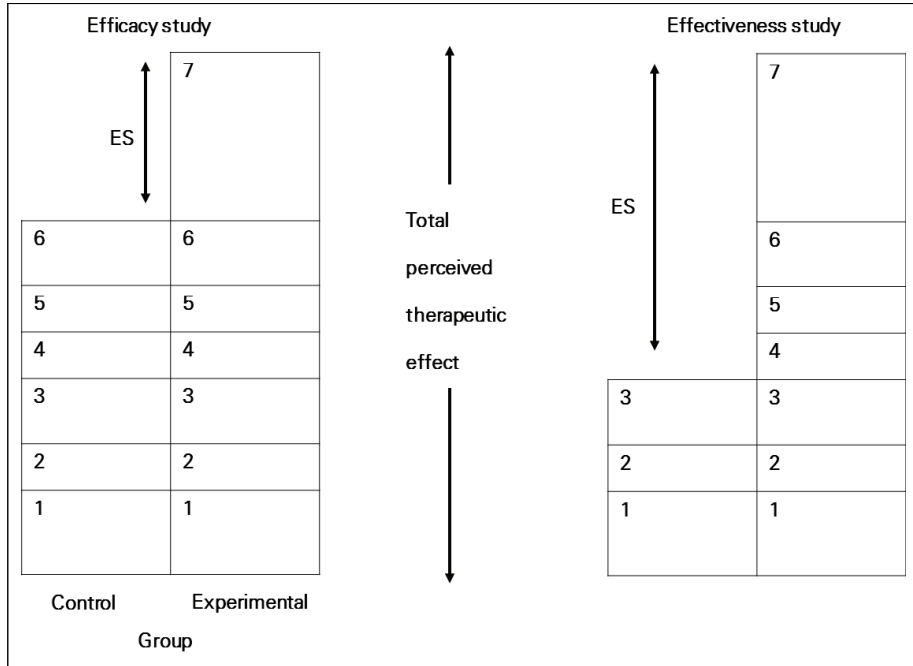 Efficacy study
Effectiveness study
7
7
ES
ES
Total
perceived
therapeutic
effect
6
6
6
5
5
5
4
4
4
3
3
3
3
2
2
2
2
1
1
1
1
Control
Experimental
Group